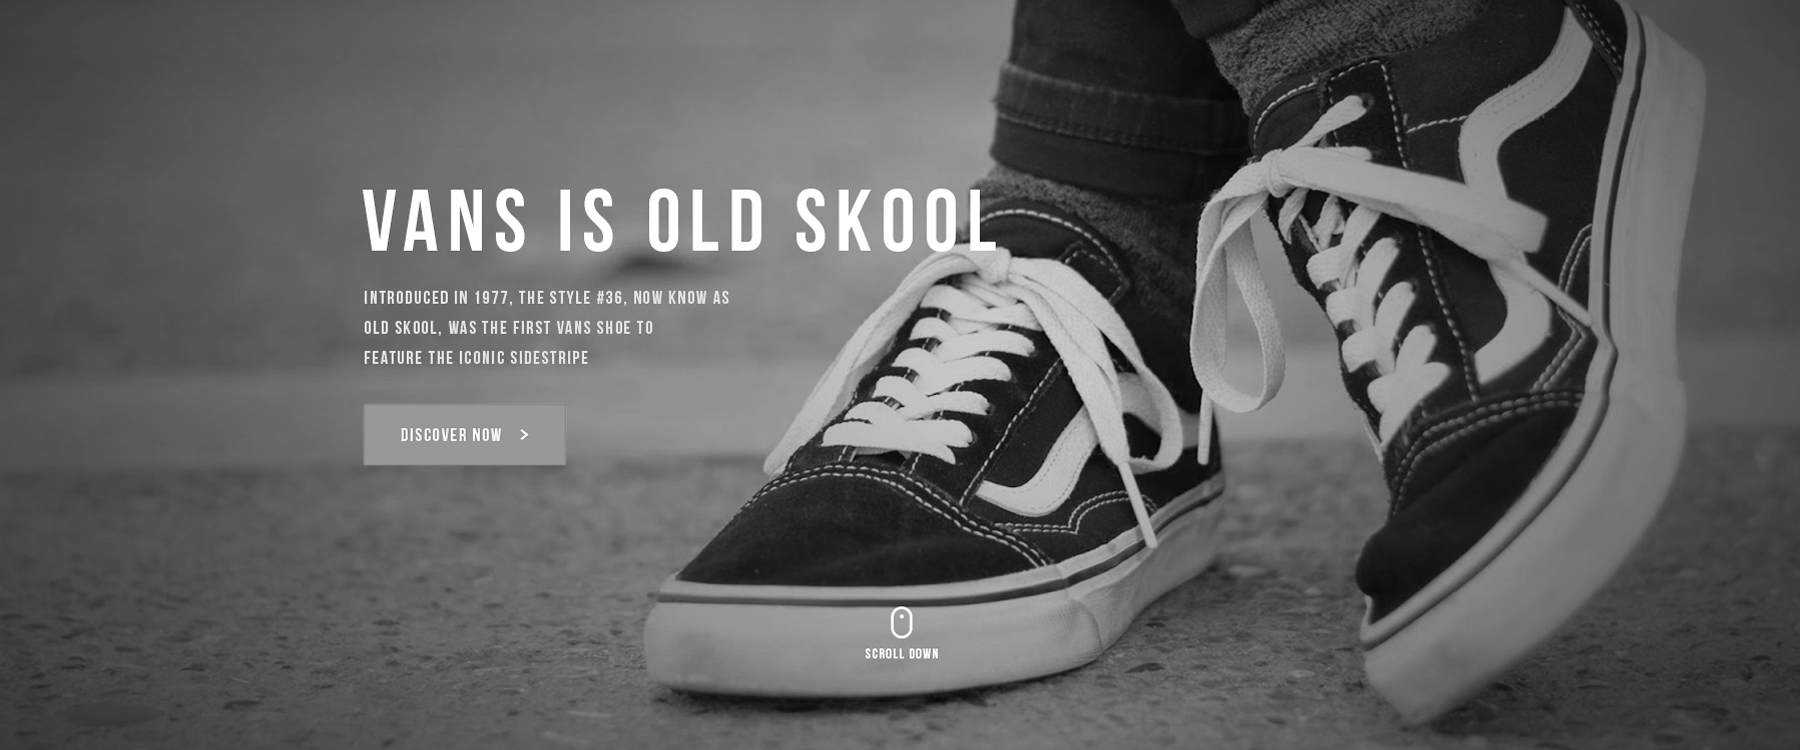 VANS IS OLD SKOOL
INTRODUCED IN 1977, THE STYLE #36, NOW KNOW AS
OLD SKOOL, WAS THE FIRST VANS SHOE TO
FEATURE THE ICONIC SIDESTRIPE
DISCOVER NOW >
SCROLL DOWN